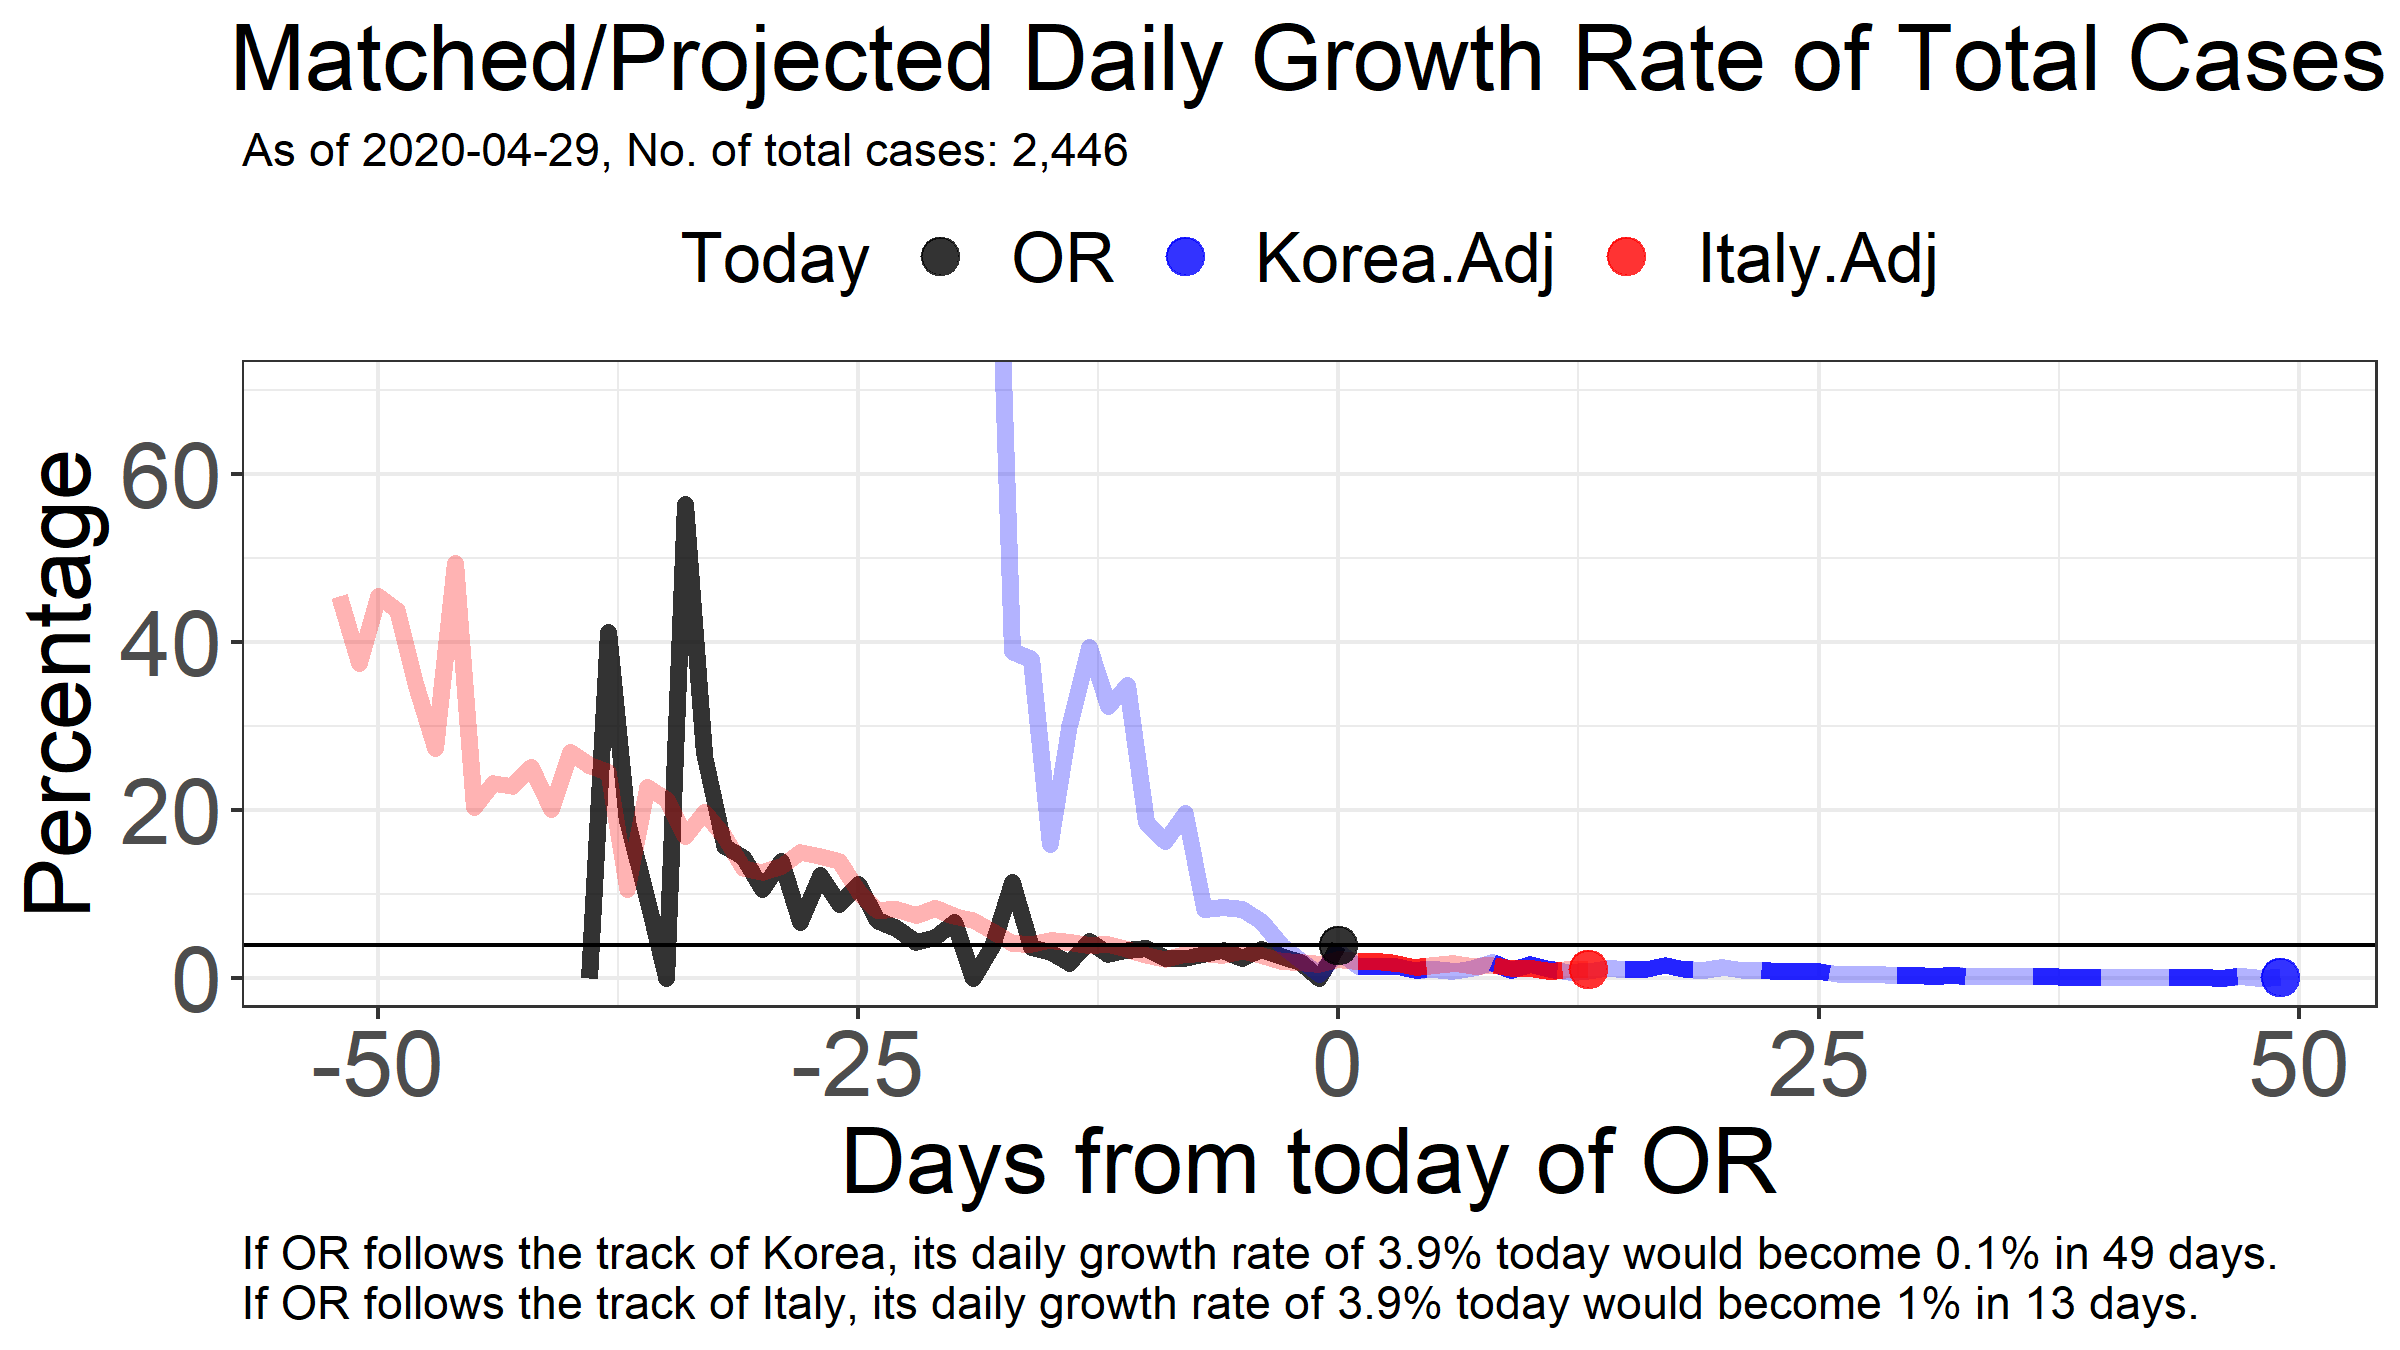 Matched/Projected Daily Growth Rate of Total Cases
As of 2020-04-29, No. of total cases: 2,446
Today OR Korea.Adj Italy.Adj
Percentage
60
40
20
0
-50 -25 0 25 50
Days from today of OR
If OR follows the track of Korea, its daily growth rate of 3.9% today would become 0.1% in 49 days.
If OR follows the track of Italy, its daily growth rate of 3.9% today would become 1% in 13 days.